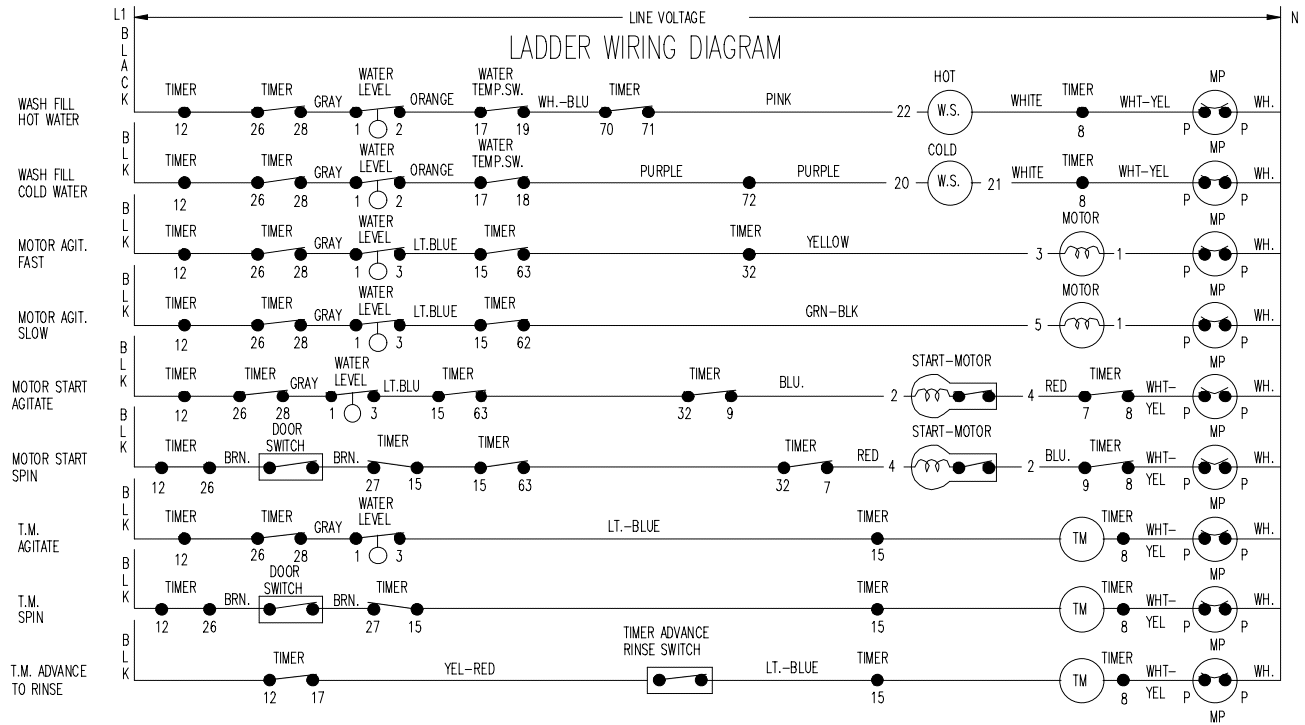 L1 LINE VOLTAGE N
LADDER WIRING DIAGRAM
BLACK
WASH FILL
HOT WATER
TIMER TIMER WATER LEVEL WATER TEMP.SW. TIMER HOT TIMER MP
GRAY ORANGE WH.-BLU PINK 22 W.S. WHITE WHT-YEL WH.
12 26 28 1 2 17 19 70 71 8 P P
BLK
WASH FILL
COLD WATER
TIMER TIMER WATER LEVEL WATER TEMP.SW. COLD TIMER MP
GRAY ORANGE PURPLE PURPLE 20 W.S. 21 WHITE WHT-YEL WH.
12 26 28 1 2 17 18 72 8 P P
BLK
MOTOR AGIT.
FAST
TIMER TIMER WATER LEVEL TIMER TIMER MOTOR MP
GRAY LT.BLUE YELLOW 3 1 WH.
12 26 28 1 3 15 63 32 P P
BLK
MOTOR AGIT.
SLOW
TIMER TIMER WATER LEVEL TIMER MOTOR MP
GRAY LT.BLUE GRN-BLK 5 1 WH.
12 26 28 1 3 15 62 P P
BLK
MOTOR START
AGITATE
TIMER TIMER WATER LEVEL TIMER TIMER START-MOTOR TIMER MP
GRAY LT.BLU BLU. 2 4 RED WHT-YEL WH.
12 26 28 1 3 15 63 32 9 7 8 P P
BLK
MOTOR START
SPIN
TIMER DOOR SWITCH TIMER TIMER TIMER START-MOTOR TIMER MP
BRN. BRN. RED 4 2 BLU. WHT-YEL WH.
12 26 27 15 15 63 32 7 9 8 P P
BLK
T.M.
AGITATE
TIMER TIMER WATER LEVEL TIMER TIMER MP
GRAY LT.-BLUE TM WHT-YEL WH.
12 26 28 1 3 15 8 P P
BLK
T.M.
SPIN
TIMER DOOR SWITCH TIMER TIMER TIMER MP
BRN. BRN. TM WHT-YEL WH.
12 26 27 15 15 8 P P
BLK
T.M. ADVANCE
TO RINSE
TIMER TIMER ADVANCE RINSE SWITCH TIMER TIMER MP
YEL-RED LT.-BLUE TM WHT-YEL WH.
12 17 15 8 P P
MP